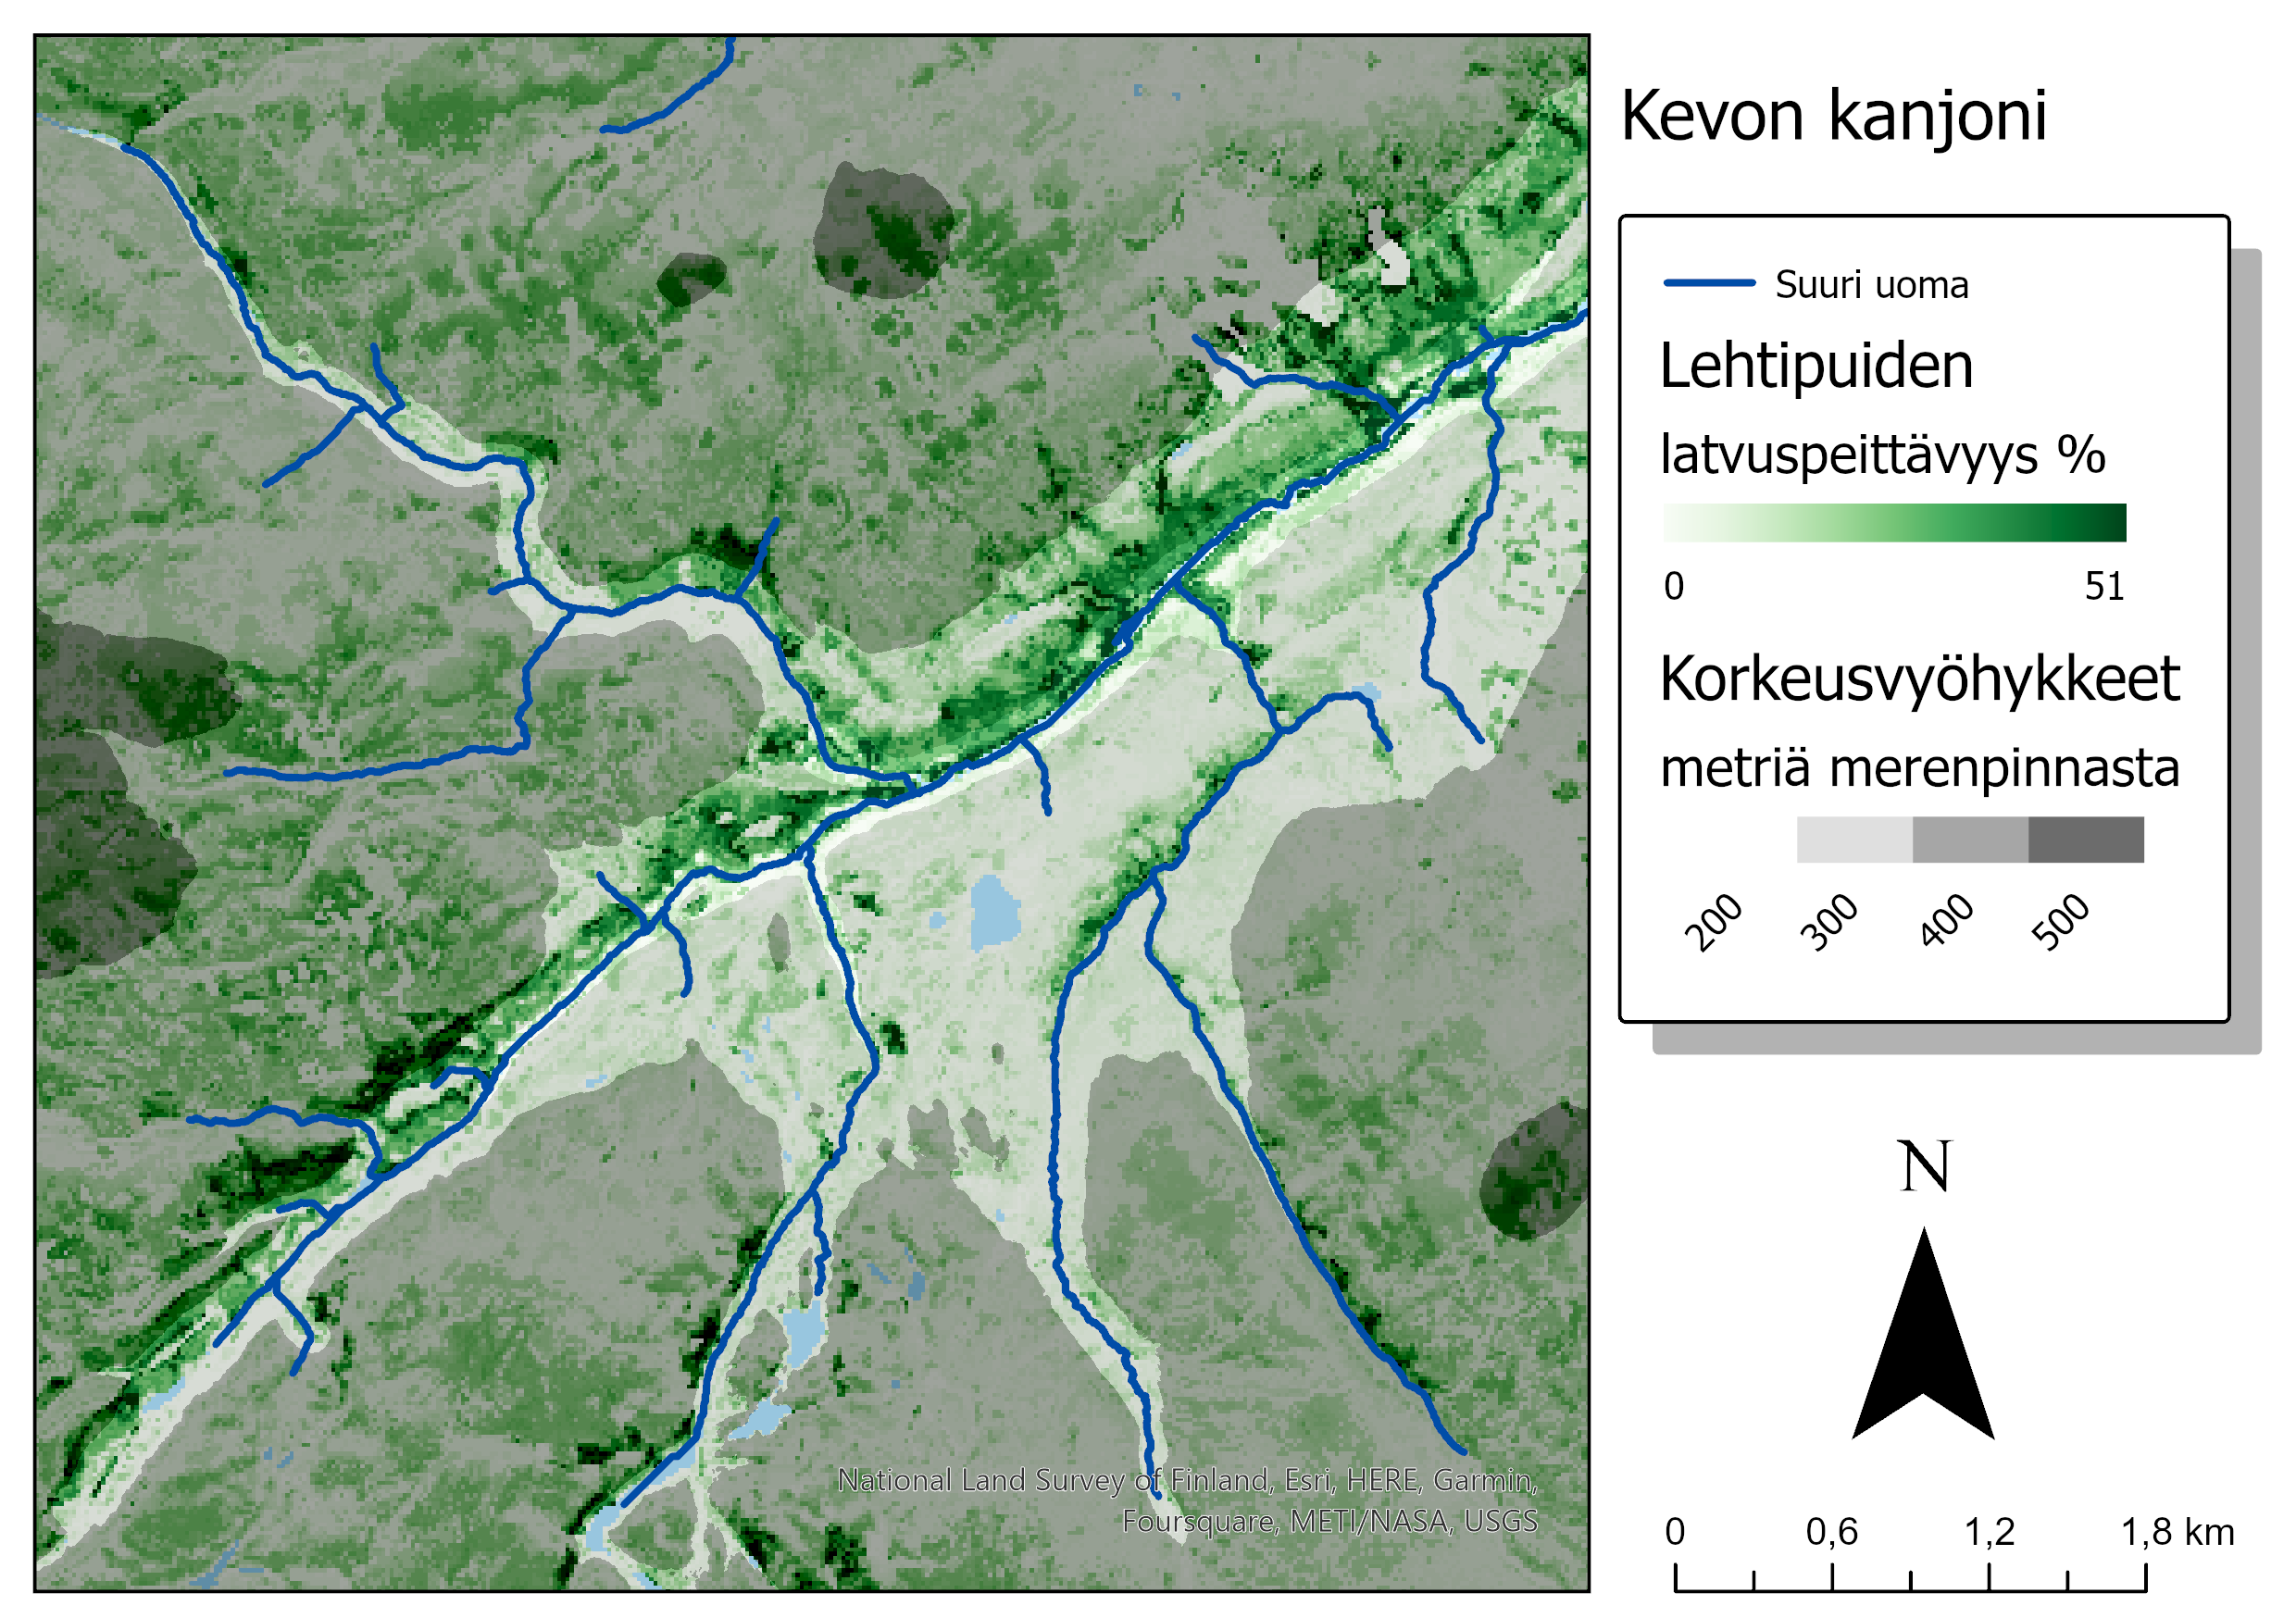 Kevon kanjoni
Suuri uoma
Lehtipuiden
latvuspeittävyys %
0 51
Korkeusvyöhykkeet
metriä merenpinnasta
200 300 400 500
N
National Land Survey of Finland, Esri, HERE, Garmin,
Foursquare, METI/NASA, USGS
0 0,6 1,2 1,8 km